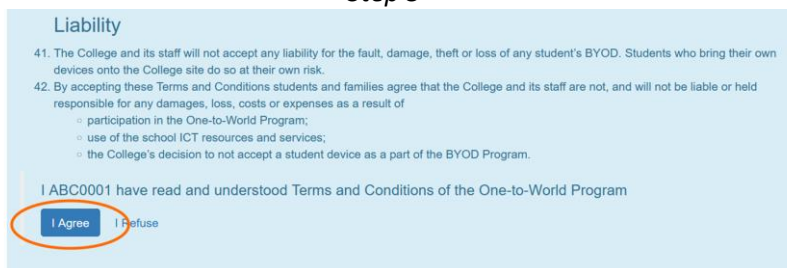 Liability
41. The College and its staff will not accept any liability for the fault, damage, theft or loss of any student's BYOD. Students who bring their own
devices onto the College site do so at their own risk.
42. By accepting these Terms and Conditions students and families agree that the College and its staff are not, and will not be liable or held
responsible for any damages, loss, costs or expenses as a result of
○ participation in the One-to-World Program;
○ use of the school ICT resources and services;
○ the College's decision to not accept a student device as a part of the BYOD Program.
I ABC0001 have read and understood Terms and Conditions of the One-to-World Program
I Agree I Refuse